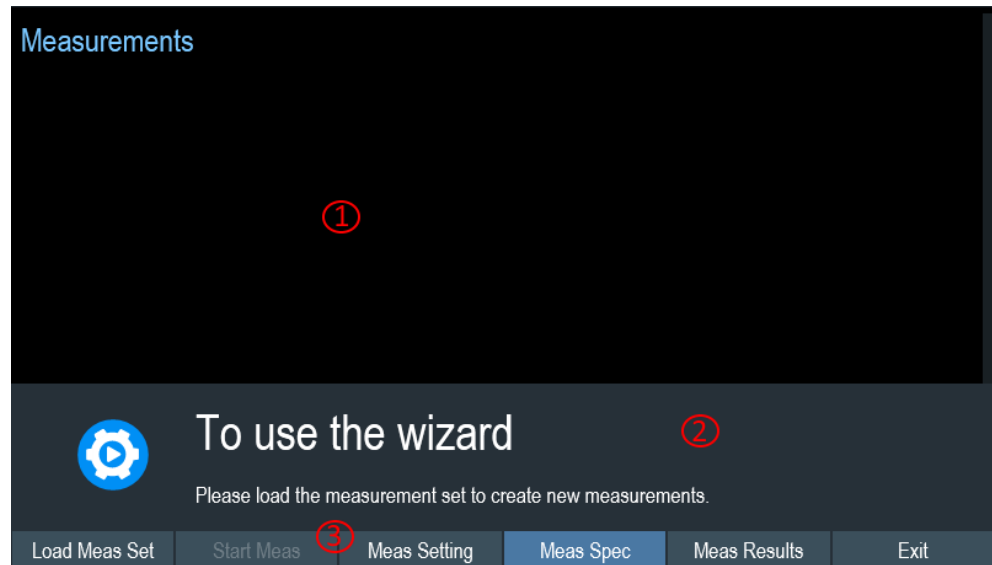 Measurements
①
To use the wizard ②
Please load the measurement set to create new measurements.
③
Load Meas Set Start Meas Meas Setting Meas Spec Meas Results Exit